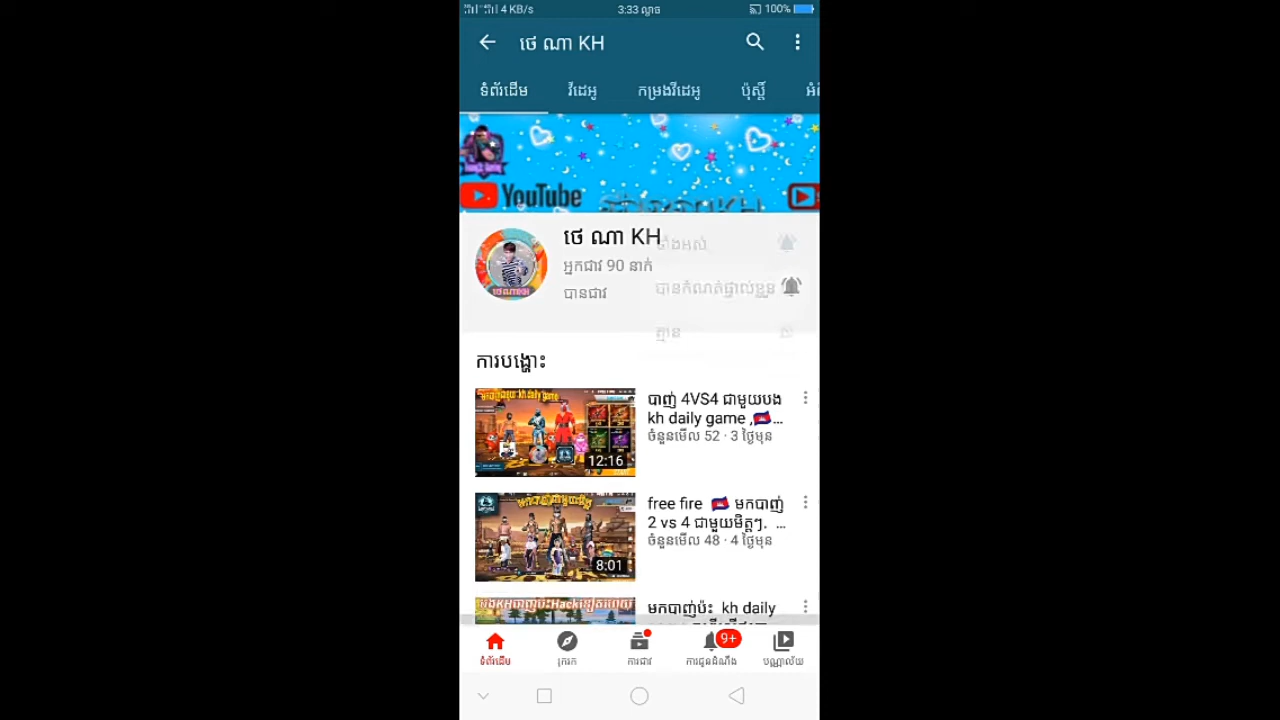 4 KB/s
3:33 ល្ងាច
100%
ថេ ណា KH
ទំព័រដើម
វីដេអូ
កម្រងវីដេអូ
ប៉ុស្តិ៍
YouTube
ថេ ណា KH
អ្នកជាវ 90 នាក់
បានជាវ
ទាំងអស់
បានកំណត់ផ្ទាល់ខ្លួន
គ្មាន
ការបង្ហោះ
12:16
បាញ់ 4VS4 ជាមួយបង
kh daily game ,🇰🇭...
ចំនួនមើល 52 · 3 ថ្ងៃមុន
8:01
free fire 🇰🇭 មកបាញ់
2 vs 4 ជាមួយមិត្តៗ. ...
ចំនួនមើល 48 · 4 ថ្ងៃមុន
មកបាញ់ប៉ះ kh daily
9+
ទំព័រដើម
រុករក
ការជាវ
ការជូនដំណឹង
បណ្ណាល័យ